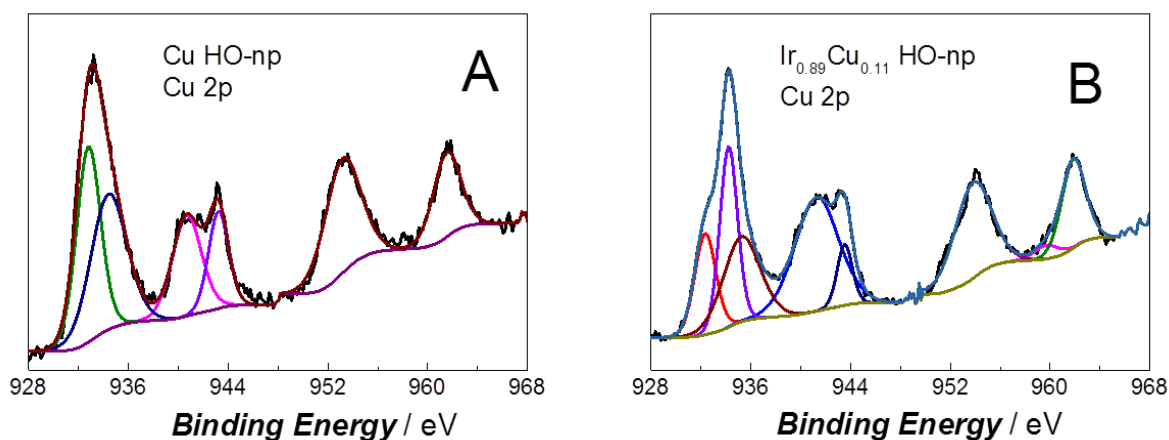 Cu HO-np
Cu 2p
A
928 936 944 952 960 968
Binding Energy / eV
Ir0.89Cu0.11 HO-np
Cu 2p
B
928 936 944 952 960 968
Binding Energy / eV